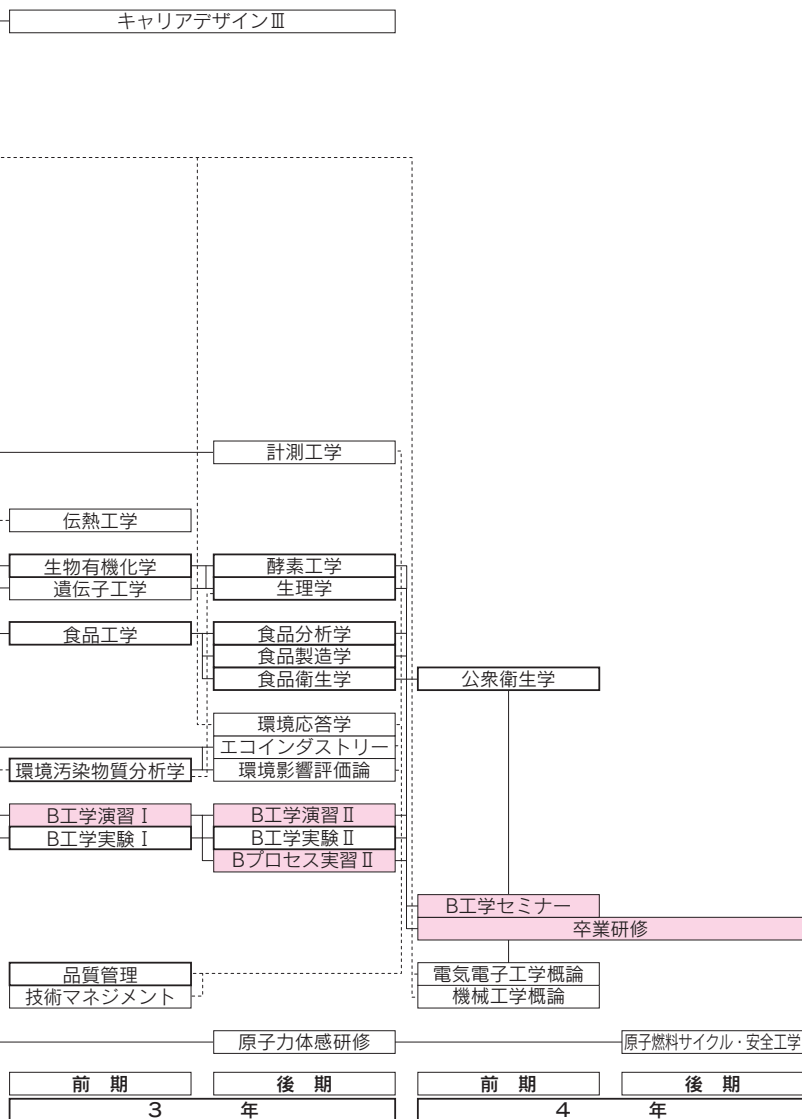 キャリアデザインⅢ
計測工学
伝熱工学
生物有機化学
酵素工学
遺伝子工学
生理学
食品工学
食品分析学
食品製造学
食品衛生学
公衆衛生学
環境応答学
エコインダストリー
環境汚染物質分析学
環境影響評価論
B工学演習Ⅰ
B工学演習Ⅱ
B工学実験Ⅰ
B工学実験Ⅱ
Bプロセス実習Ⅱ
B工学セミナー
卒業研修
品質管理
電気電子工学概論
技術マネジメント
機械工学概論
原子力体感研修
原子燃料サイクル・安全工学
前 期
後 期
前 期
後 期
3 年
4 年